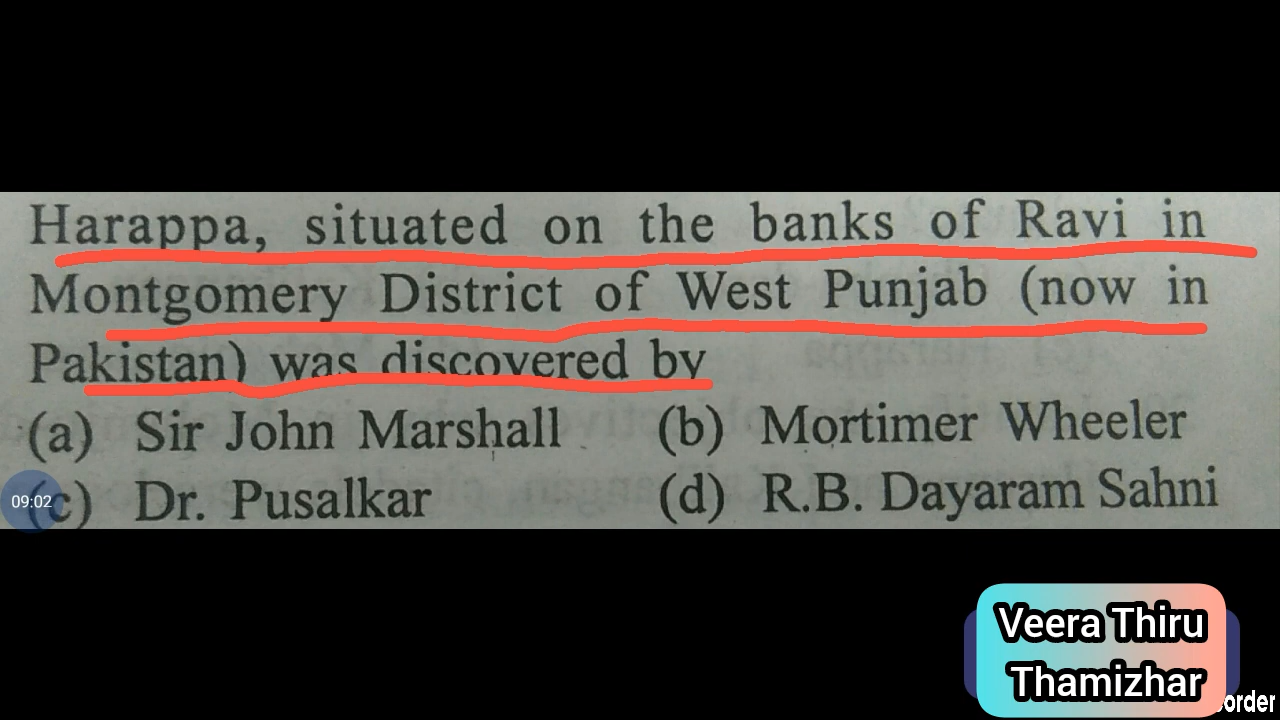 Harappa, situated on the banks of Ravi in
Montgomery District of West Punjab (now in
Pakistan) was discovered by
(a) Sir John Marshall (b) Mortimer Wheeler
(c) Dr. Pusalkar (d) R.B. Dayaram Sahni
09:02
Veera Thiru
Thamizhar